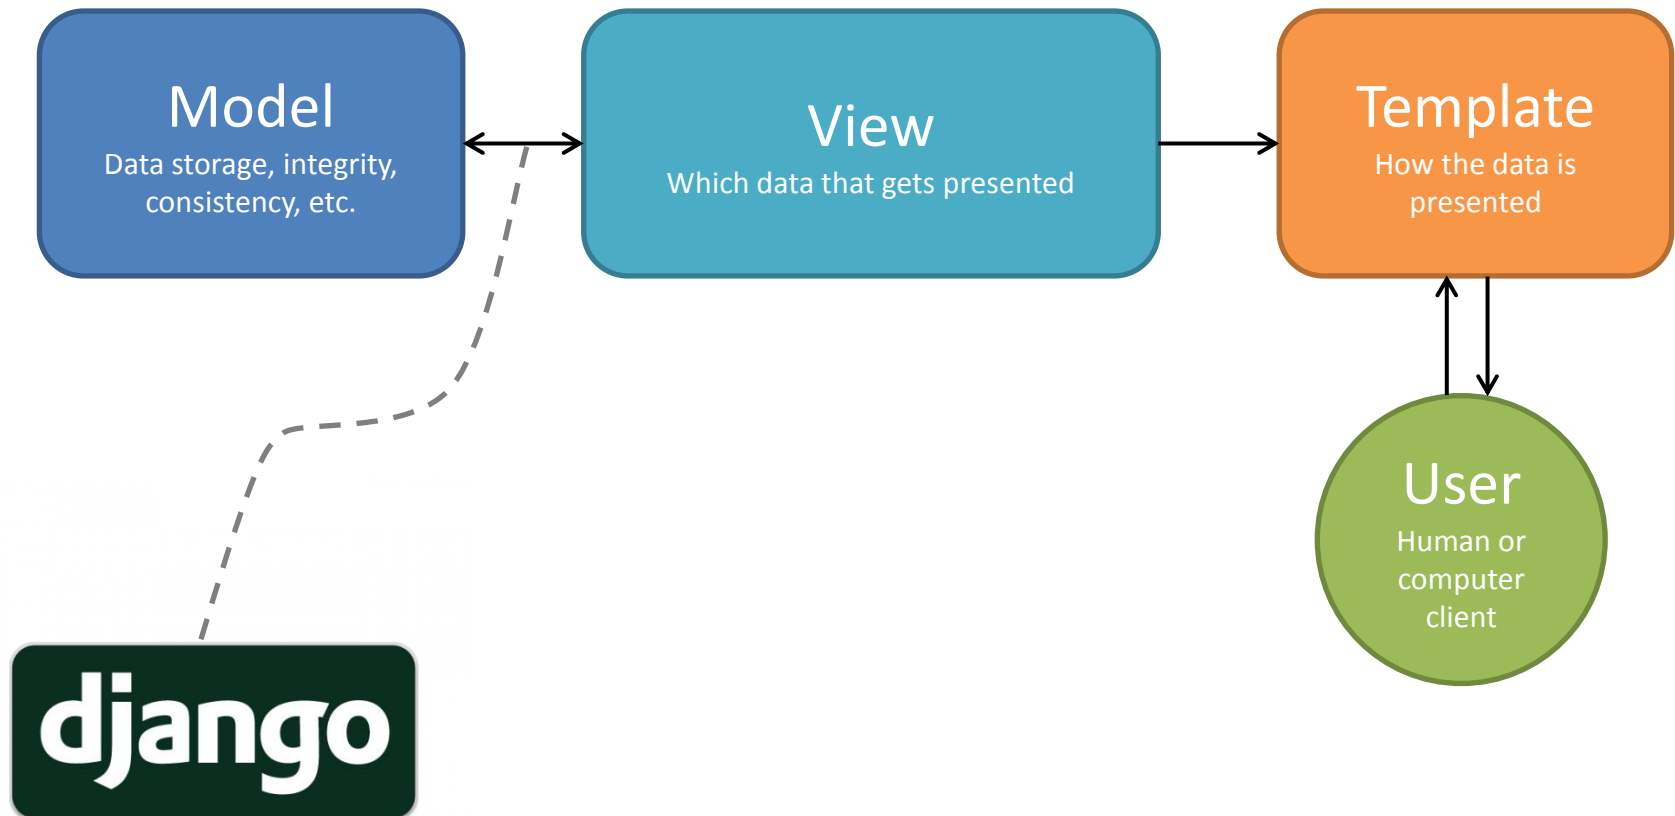 Model
Data storage, integrity,
consistency, etc.
View
Which data that gets presented
Template
How the data is
presented
User
Human or
computer
client
django